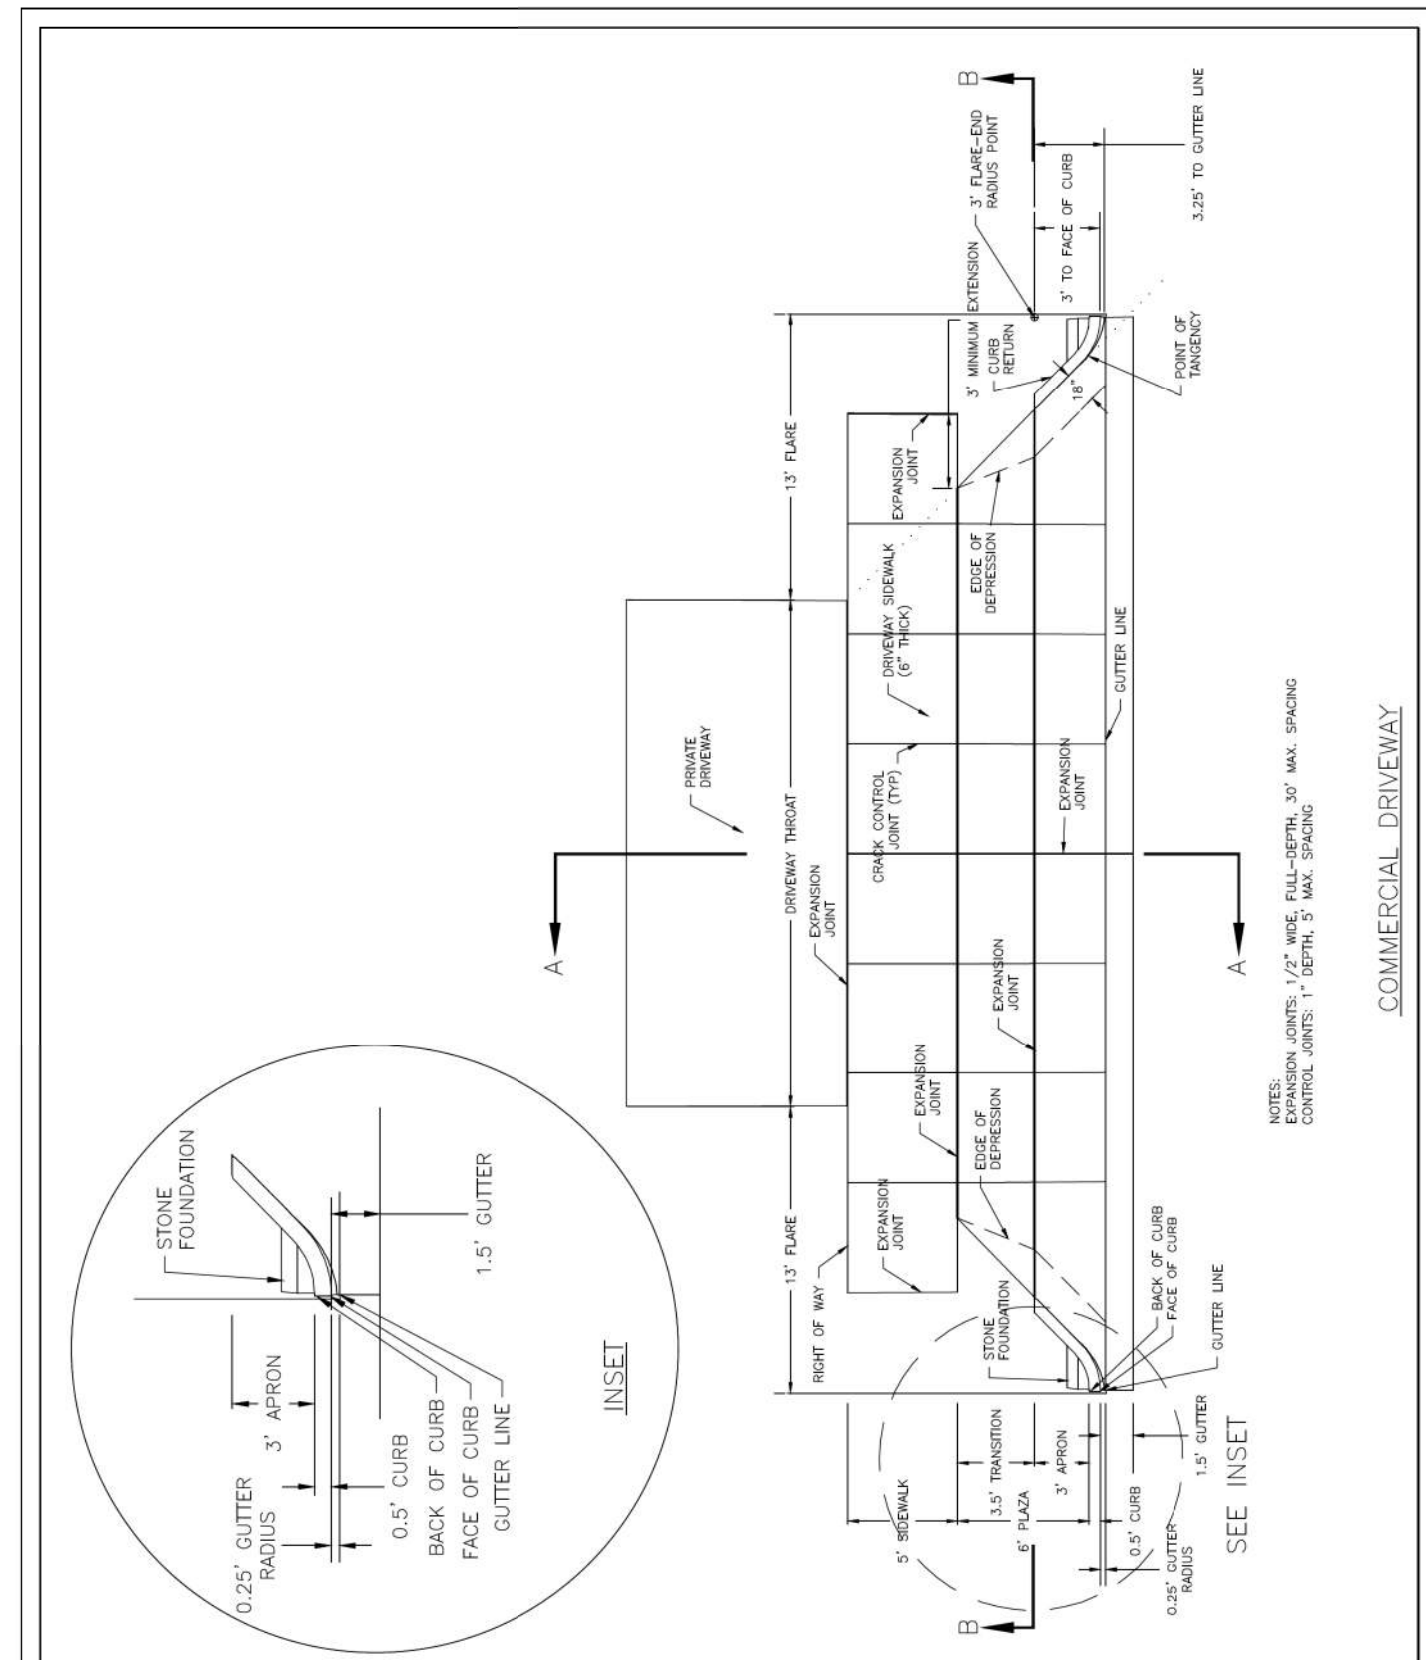 B
3' FLARE-END
RADIUS POINT
3.25' TO GUTTER LINE
3' TO FACE OF CURB
3' MINIMUM EXTENSION
CURB
RETURN
18"
POINT OF
TANGENCY
13' FLARE
EXPANSION
JOINT
EDGE OF
DEPRESSION
DRIVEWAY SIDEWALK
(6" THICK)
GUTTER LINE
PRIVATE
DRIVEWAY
CRACK CONTROL
JOINT (TYP)
EXPANSION
JOINT
DRIVEWAY THROAT
EXPANSION
JOINT
A
A
EXPANSION
JOINT
EXPANSION
JOINT
EDGE OF
DEPRESSION
13' FLARE
EXPANSION
JOINT
RIGHT OF WAY
STONE
FOUNDATION
BACK OF CURB
FACE OF CURB
GUTTER LINE
5' SIDEWALK
3.5' TRANSITION
6' PLAZA
3' APRON
0.5' CURB
0.25' GUTTER
RADIUS
1.5' GUTTER
SEE INSET
B
STONE
FOUNDATION
1.5' GUTTER
3' APRON
0.25' GUTTER
RADIUS
0.5' CURB
BACK OF CURB
FACE OF CURB
GUTTER LINE
INSET
NOTES:
EXPANSION JOINTS: 1/2" WIDE, FULL-DEPTH, 30' MAX. SPACING
CONTROL JOINTS: 1" DEPTH, 5' MAX. SPACING
COMMERCIAL DRIVEWAY